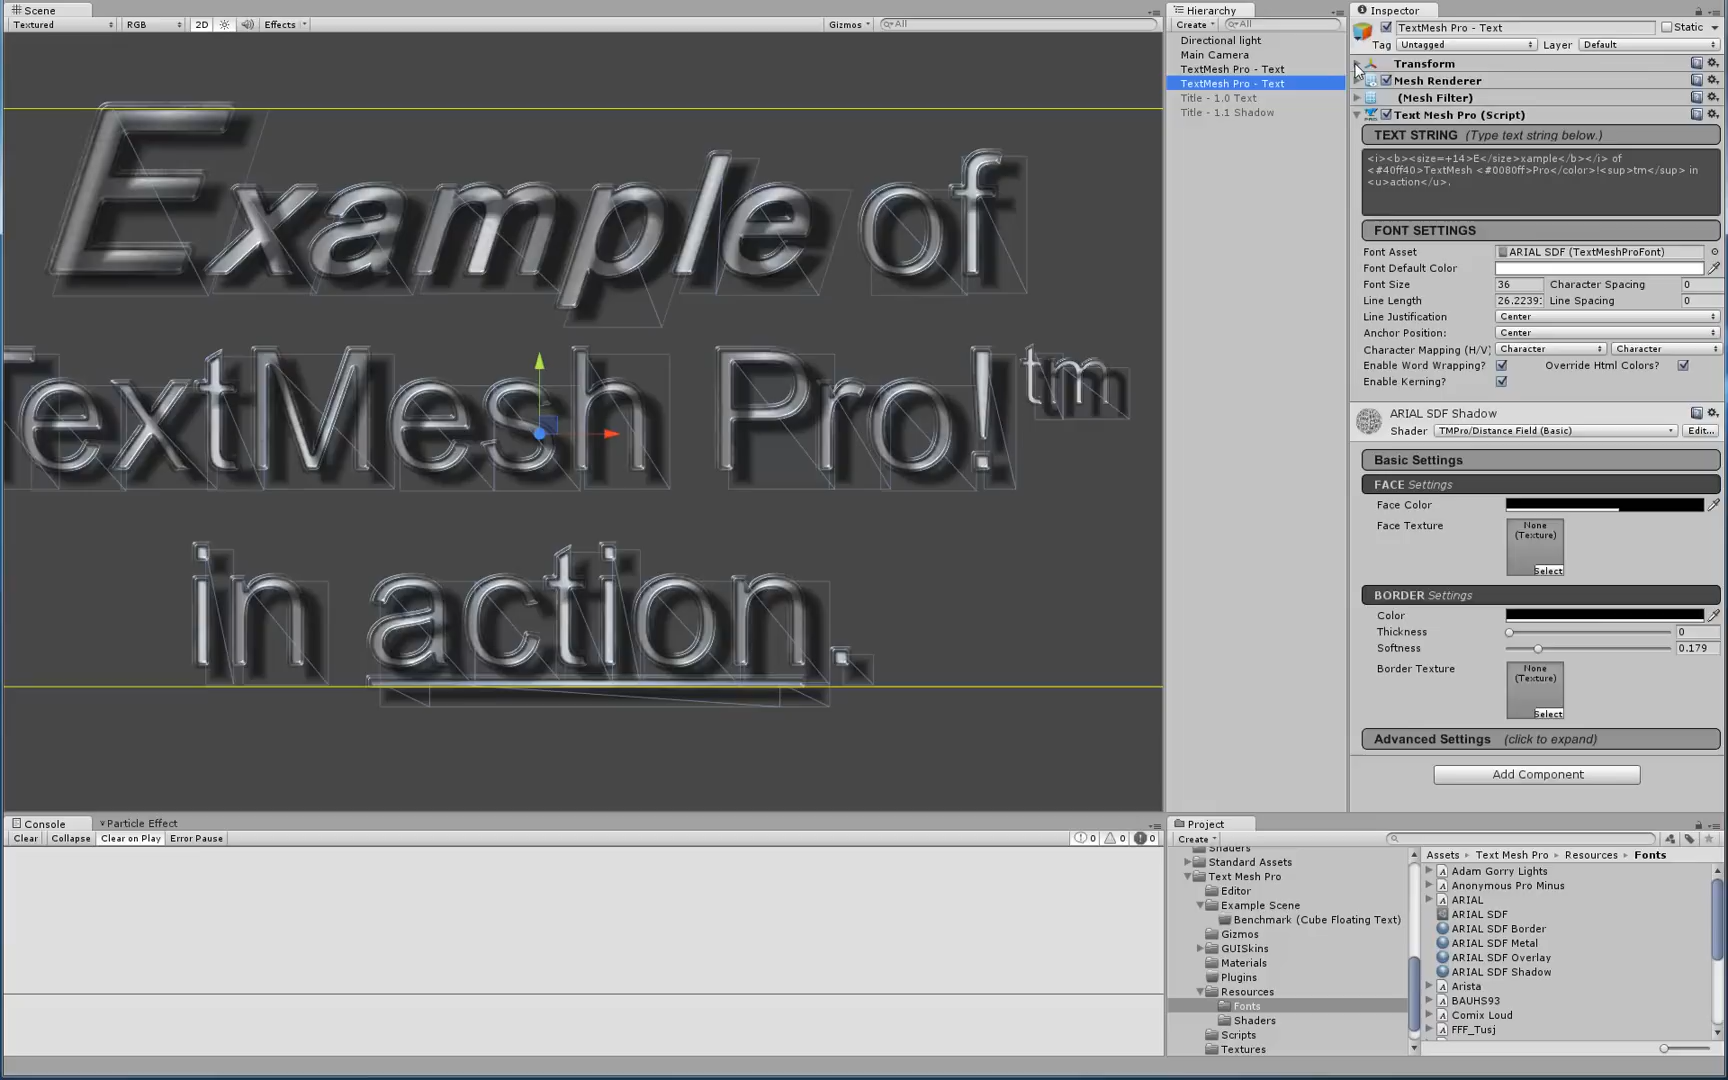 Scene
Textured RGB 2D Effects Gizmos All
Example of
TextMesh Pro!tm
in action.
Console Particle Effect
Clear Collapse Clear on Play Error Pause 0 0 0
Hierarchy
Create All
Directional light
Main Camera
TextMesh Pro - Text
TextMesh Pro - Text
Title - 1.0 Text
Title - 1.1 Shadow
Inspector
TextMesh Pro - Text Static
Tag Untagged Layer Default
Transform
Mesh Renderer
(Mesh Filter)
Text Mesh Pro (Script)
TEXT STRING (Type text string below.)
<i><b><size=+14>E</size>xample</b></i> of
<#40ff40>TextMesh <#0080ff>Pro</color>!<sup>tm</sup> in
<u>action</u>.
FONT SETTINGS
Font Asset ARIAL SDF (TextMeshProFont)
Font Default Color
Font Size 36 Character Spacing 0
Line Length 26.2239 Line Spacing 0
Line Justification Center
Anchor Position: Center
Character Mapping (H/V) Character Character
Enable Word Wrapping? Override Html Colors?
Enable Kerning?
ARIAL SDF Shadow
Shader TMPro/Distance Field (Basic) Edit...
Basic Settings
FACE Settings
Face Color
Face Texture None
(Texture)
Select
BORDER Settings
Color
Thickness 0
Softness 0.179
Border Texture None
(Texture)
Select
Advanced Settings (click to expand)
Add Component
Project
Create
Shaders
Standard Assets
Text Mesh Pro
Editor
Example Scene
Benchmark (Cube Floating Text)
Gizmos
GUISkins
Materials
Plugins
Resources
Fonts
Shaders
Scripts
Textures
Assets Text Mesh Pro Resources Fonts
Adam Gorry Lights
Anonymous Pro Minus
ARIAL
ARIAL SDF
ARIAL SDF Border
ARIAL SDF Metal
ARIAL SDF Overlay
ARIAL SDF Shadow
Arista
BAUHS93
Comix Loud
FFF_Tusj